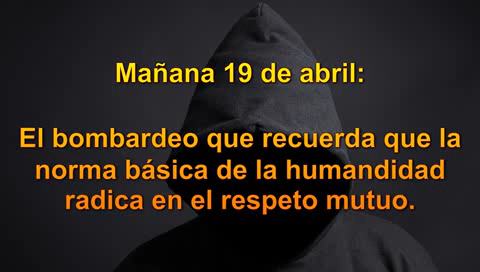 Mañana 19 de abril:
El bombardeo que recuerda que la
norma básica de la humandidad
radica en el respeto mutuo.